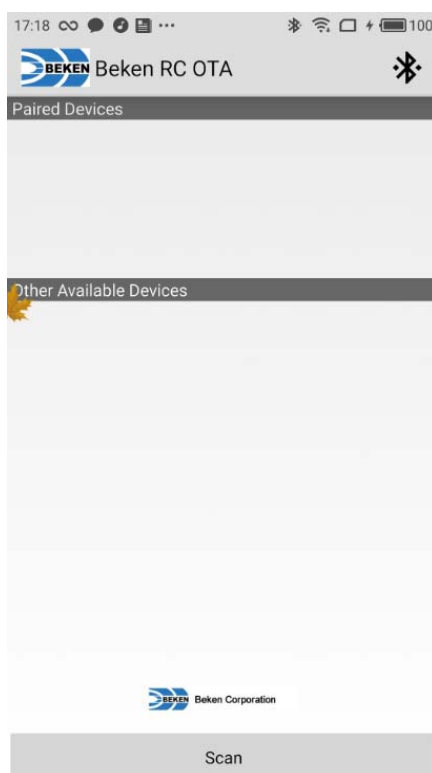 17:18 100
BEKEN Beken RC OTA
Paired Devices
Other Available Devices
BEKEN Beken Corporation
Scan